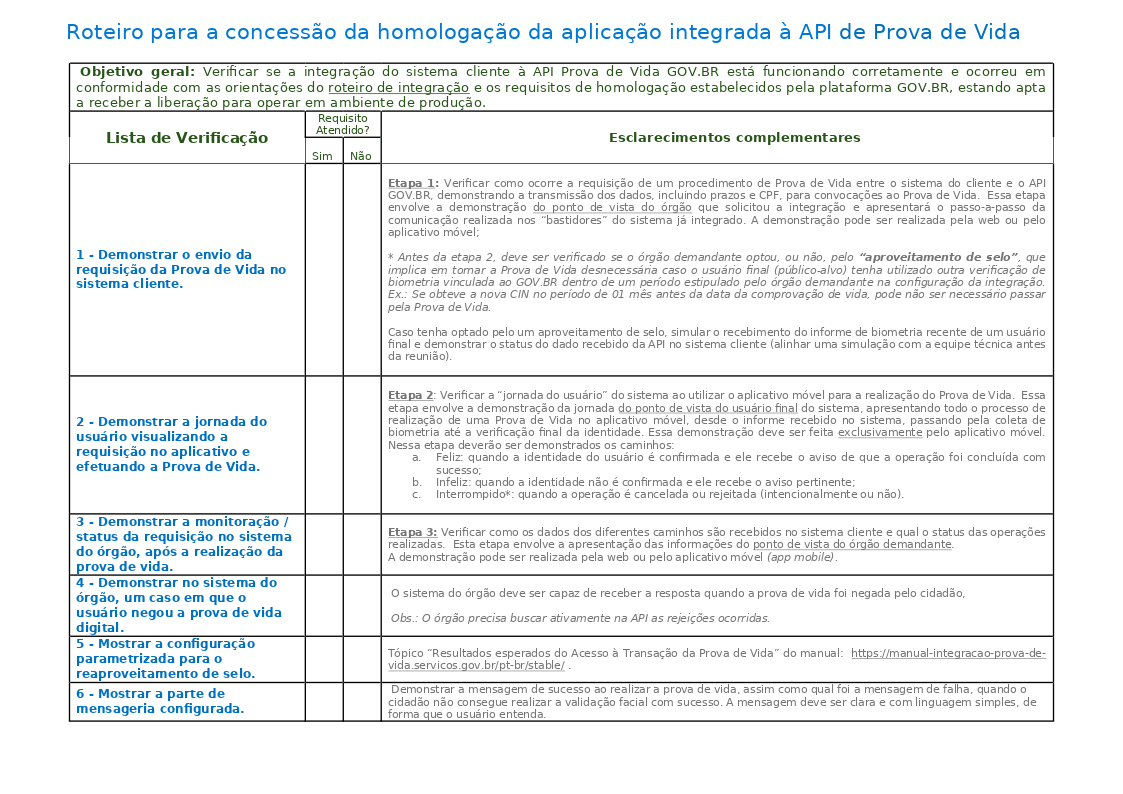 Roteiro para a concessão da homologação da aplicação integrada à API de Prova de Vida
Objetivo geral: Verificar se a integração do sistema cliente à API Prova de Vida GOV.BR está funcionando corretamente e ocorreu em
conformidade com as orientações do roteiro de integração e os requisitos de homologação estabelecidos pela plataforma GOV.BR, estando apta
a receber a liberação para operar em ambiente de produção.
Lista de Verificação
Requisito
Atendido?
Sim
Não
Esclarecimentos complementares
1 - Demonstrar o envio da
requisição da Prova de Vida no
sistema cliente.
Etapa 1: Verificar como ocorre a requisição de um procedimento de Prova de Vida entre o sistema do cliente e o API
GOV.BR, demonstrando a transmissão dos dados, incluindo prazos e CPF, para convocações ao Prova de Vida. Essa etapa
envolve a demonstração do ponto de vista do órgão que solicitou a integração e apresentará o passo-a-passo da
comunicação realizada nos “bastidores” do sistema já integrado. A demonstração pode ser realizada pela web ou pelo
aplicativo móvel;
* Antes da etapa 2, deve ser verificado se o órgão demandante optou, ou não, pelo “aproveitamento de selo”, que
implica em tornar a Prova de Vida desnecessária caso o usuário final (público-alvo) tenha utilizado outra verificação de
biometria vinculada ao GOV.BR dentro de um período estipulado pelo órgão demandante na configuração da integração.
Ex.: Se obteve a nova CIN no período de 01 mês antes da data da comprovação de vida, pode não ser necessário passar
pela Prova de Vida.
Caso tenha optado pelo um aproveitamento de selo, simular o recebimento do informe de biometria recente de um usuário
final e demonstrar o status do dado recebido da API no sistema cliente (alinhar uma simulação com a equipe técnica antes
da reunião).
2 - Demonstrar a jornada do
usuário visualizando a
requisição no aplicativo e
efetuando a Prova de Vida.
Etapa 2: Verificar a “jornada do usuário” do sistema ao utilizar o aplicativo móvel para a realização do Prova de Vida. Essa
etapa envolve a demonstração da jornada do ponto de vista do usuário final do sistema, apresentando todo o processo de
realização de uma Prova de Vida no aplicativo móvel, desde o informe recebido no sistema, passando pela coleta de
biometria até a verificação final da identidade. Essa demonstração deve ser feita exclusivamente pelo aplicativo móvel.
Nessa etapa deverão ser demonstrados os caminhos:
a. Feliz: quando a identidade do usuário é confirmada e ele recebe o aviso de que a operação foi concluída com
sucesso;
b. Infeliz: quando a identidade não é confirmada e ele recebe o aviso pertinente;
c. Interrompido*: quando a operação é cancelada ou rejeitada (intencionalmente ou não).
3 - Demonstrar a monitoração /
status da requisição no sistema
do órgão, após a realização da
prova de vida.
Etapa 3: Verificar como os dados dos diferentes caminhos são recebidos no sistema cliente e qual o status das operações
realizadas. Esta etapa envolve a apresentação das informações do ponto de vista do órgão demandante.
A demonstração pode ser realizada pela web ou pelo aplicativo móvel (app mobile).
4 - Demonstrar no sistema do
órgão, um caso em que o
usuário negou a prova de vida
digital.
O sistema do órgão deve ser capaz de receber a resposta quando a prova de vida foi negada pelo cidadão,
Obs.: O órgão precisa buscar ativamente na API as rejeições ocorridas.
5 - Mostrar a configuração
parametrizada para o
reaproveitamento de selo.
Tópico “Resultados esperados do Acesso à Transação da Prova de Vida” do manual: https://manual-integracao-prova-de-
vida.servicos.gov.br/pt-br/stable/ .
6 - Mostrar a parte de
mensageria configurada.
Demonstrar a mensagem de sucesso ao realizar a prova de vida, assim como qual foi a mensagem de falha, quando o
cidadão não consegue realizar a validação facial com sucesso. A mensagem deve ser clara e com linguagem simples, de
forma que o usuário entenda.